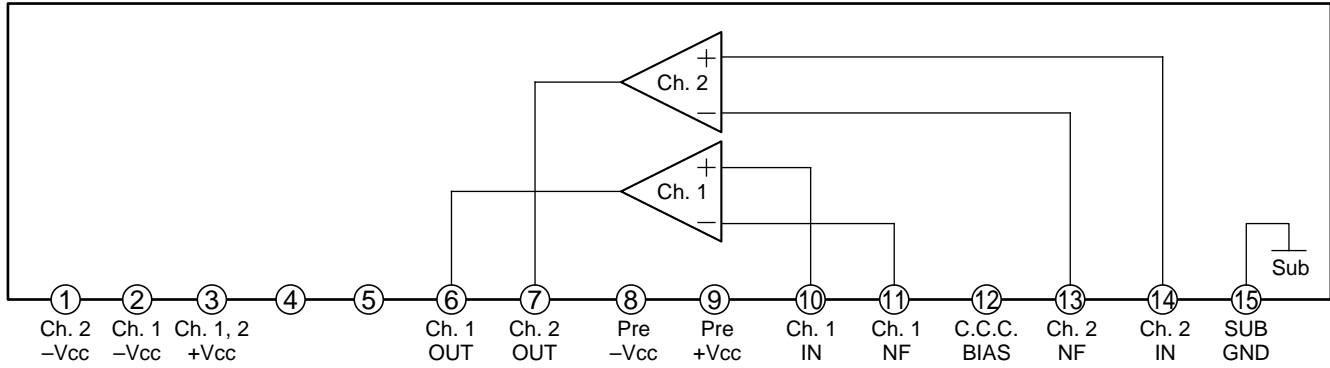 +
Ch. 2
–
+
Ch. 1
–
Sub
1 2 3 4 5 6 7 8 9 10 11 12 13 14 15
Ch. 2 Ch. 1 Ch. 1, 2 Ch. 1 Ch. 2 Pre Pre Ch. 1 Ch. 1 C.C.C. Ch. 2 Ch. 2 SUB
–Vcc –Vcc +Vcc OUT OUT –Vcc +Vcc IN NF BIAS NF IN GND